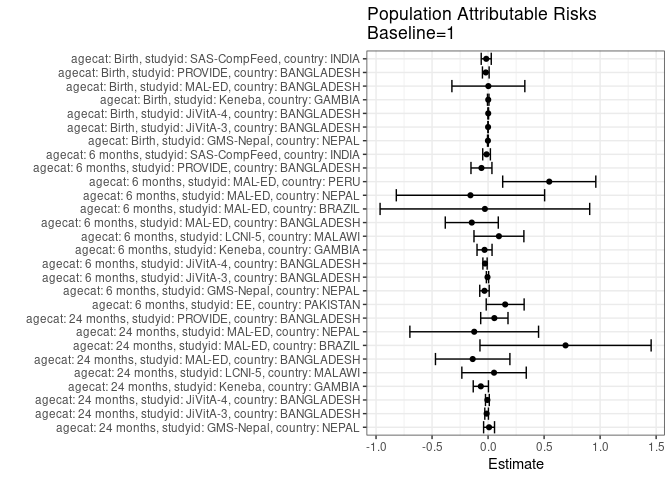 Population Attributable Risks
Baseline=1
agecat: Birth, studyid: SAS-CompFeed, country: INDIA
agecat: Birth, studyid: PROVIDE, country: BANGLADESH
agecat: Birth, studyid: MAL-ED, country: BANGLADESH
agecat: Birth, studyid: Keneba, country: GAMBIA
agecat: Birth, studyid: JiVitA-4, country: BANGLADESH
agecat: Birth, studyid: JiVitA-3, country: BANGLADESH
agecat: Birth, studyid: GMS-Nepal, country: NEPAL
agecat: 6 months, studyid: SAS-CompFeed, country: INDIA
agecat: 6 months, studyid: PROVIDE, country: BANGLADESH
agecat: 6 months, studyid: MAL-ED, country: PERU
agecat: 6 months, studyid: MAL-ED, country: NEPAL
agecat: 6 months, studyid: MAL-ED, country: BRAZIL
agecat: 6 months, studyid: MAL-ED, country: BANGLADESH
agecat: 6 months, studyid: LCNI-5, country: MALAWI
agecat: 6 months, studyid: Keneba, country: GAMBIA
agecat: 6 months, studyid: JiVitA-4, country: BANGLADESH
agecat: 6 months, studyid: JiVitA-3, country: BANGLADESH
agecat: 6 months, studyid: GMS-Nepal, country: NEPAL
agecat: 6 months, studyid: EE, country: PAKISTAN
agecat: 24 months, studyid: PROVIDE, country: BANGLADESH
agecat: 24 months, studyid: MAL-ED, country: NEPAL
agecat: 24 months, studyid: MAL-ED, country: BRAZIL
agecat: 24 months, studyid: MAL-ED, country: BANGLADESH
agecat: 24 months, studyid: LCNI-5, country: MALAWI
agecat: 24 months, studyid: Keneba, country: GAMBIA
agecat: 24 months, studyid: JiVitA-4, country: BANGLADESH
agecat: 24 months, studyid: JiVitA-3, country: BANGLADESH
agecat: 24 months, studyid: GMS-Nepal, country: NEPAL
-1.0 -0.5 0.0 0.5 1.0 1.5
Estimate